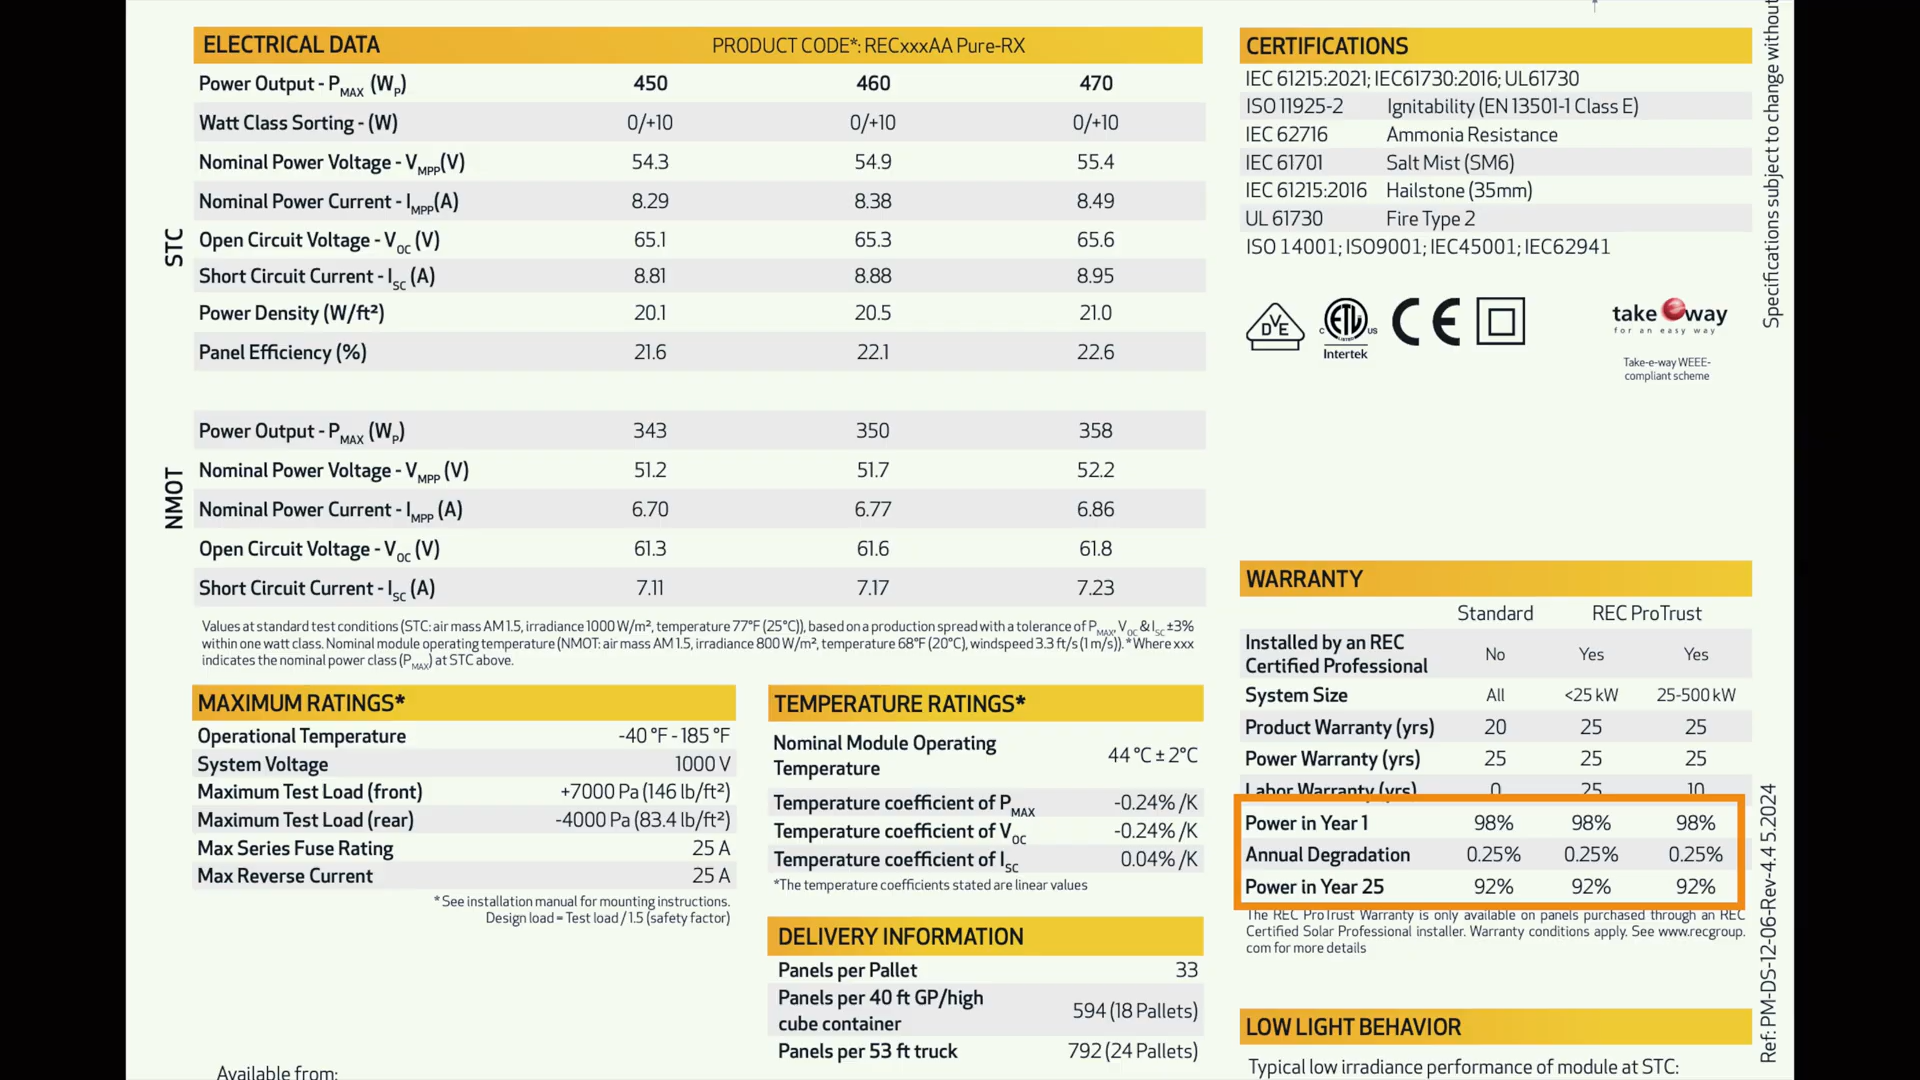 ELECTRICAL DATA PRODUCT CODE*: RECxxxAA Pure-RX
Power Output - PMAX (WP) 450 460 470
Watt Class Sorting - (W) 0/+10 0/+10 0/+10
Nominal Power Voltage - VMPP(V) 54.3 54.9 55.4
Nominal Power Current - IMPP(A) 8.29 8.38 8.49
STC
Open Circuit Voltage - VOC (V) 65.1 65.3 65.6
Short Circuit Current - ISC (A) 8.81 8.88 8.95
Power Density (W/ft²) 20.1 20.5 21.0
Panel Efficiency (%) 21.6 22.1 22.6
Power Output - PMAX (WP) 343 350 358
Nominal Power Voltage - VMPP (V) 51.2 51.7 52.2
NMOT
Nominal Power Current - IMPP (A) 6.70 6.77 6.86
Open Circuit Voltage - VOC (V) 61.3 61.6 61.8
Short Circuit Current - ISC (A) 7.11 7.17 7.23
Values at standard test conditions (STC: air mass AM 1.5, irradiance 1000 W/m², temperature 77°F (25°C)), based on a production spread with a tolerance of PMAX, VOC & ISC ±3%
within one watt class. Nominal module operating temperature (NMOT: air mass AM 1.5, irradiance 800 W/m², temperature 68°F (20°C), windspeed 3.3 ft/s (1 m/s)). * Where xxx
indicates the nominal power class (PMAX) at STC above.
MAXIMUM RATINGS*
Operational Temperature -40 °F - 185 °F
System Voltage 1000 V
Maximum Test Load (front) +7000 Pa (146 lb/ft²)
Maximum Test Load (rear) -4000 Pa (83.4 lb/ft²)
Max Series Fuse Rating 25 A
Max Reverse Current 25 A
* See installation manual for mounting instructions.
Design load = Test load / 1.5 (safety factor)
Available from:
TEMPERATURE RATINGS*
Nominal Module Operating
Temperature 44 °C ± 2°C
Temperature coefficient of PMAX -0.24% /K
Temperature coefficient of VOC -0.24% /K
Temperature coefficient of ISC 0.04% /K
*The temperature coefficients stated are linear values
DELIVERY INFORMATION
Panels per Pallet 33
Panels per 40 ft GP/high
cube container 594 (18 Pallets)
Panels per 53 ft truck 792 (24 Pallets)
CERTIFICATIONS
IEC 61215:2021; IEC61730:2016; UL61730
ISO 11925-2 Ignitability (EN 13501-1 Class E)
IEC 62716 Ammonia Resistance
IEC 61701 Salt Mist (SM6)
IEC 61215:2016 Hailstone (35mm)
UL 61730 Fire Type 2
ISO 14001; ISO9001; IEC45001; IEC62941
DVE
C ETL US
LISTED
Intertek
CE
take e way
for an easy way
Take-e-way WEEE-
compliant scheme
WARRANTY
Standard REC ProTrust
Installed by an REC
Certified Professional No Yes Yes
System Size All <25 kW 25-500 kW
Product Warranty (yrs) 20 25 25
Power Warranty (yrs) 25 25 25
Labor Warranty (yrs) 0 25 10
Power in Year 1 98% 98% 98%
Annual Degradation 0.25% 0.25% 0.25%
Power in Year 25 92% 92% 92%
The REC ProTrust Warranty is only available on panels purchased through an REC
Certified Solar Professional installer. Warranty conditions apply. See www.recgroup.
com for more details
LOW LIGHT BEHAVIOR
Typical low irradiance performance of module at STC:
Specifications subject to change without
Ref: PM-DS-12-06-Rev-4.4 5.2024